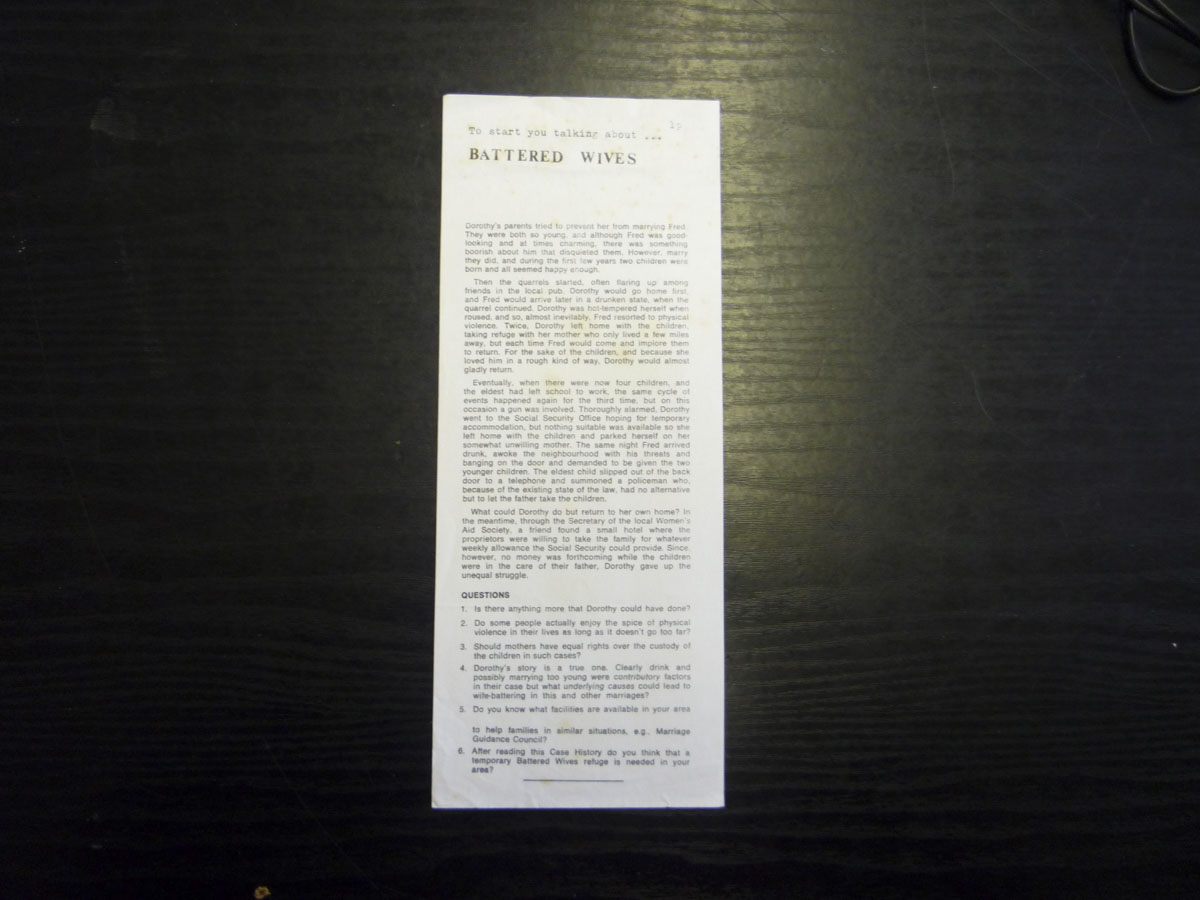 1p
To start you talking about ...
BATTERED WIVES
Dorothy's parents tried to prevent her from marrying Fred.
They were both so young, and although Fred was good-
looking and at times charming, there was something
boorish about him that disquieted them. However, marry
they did, and during the first few years two children were
born and all seemed happy enough.
Then the quarrels started, often flaring up among
friends in the local pub. Dorothy would go home first,
and Fred would arrive later in a drunken state, when the
quarrel continued. Dorothy was hot-tempered herself when
roused, and so, almost inevitably, Fred resorted to physical
violence. Twice, Dorothy left home with the children,
taking refuge with her mother who only lived a few miles
away, but each time Fred would come and implore them
to return. For the sake of the children, and because she
loved him in a rough kind of way, Dorothy would almost
gladly return.
Eventually, when there were now four children, and
the eldest had left school to work, the same cycle of
events happened again for the third time, but on this
occasion a gun was involved. Thoroughly alarmed, Dorothy
went to the Social Security Office hoping for temporary
accommodation, but nothing suitable was available so she
left home with the children and parked herself on her
somewhat unwilling mother. The same night Fred arrived
drunk, awoke the neighbourhood with his threats and
banging on the door and demanded to be given the two
younger children. The eldest child slipped out of the back
door to a telephone and summoned a policeman who,
because of the existing state of the law, had no alternative
but to let the father take the children.
What could Dorothy do but return to her own home? In
the meantime, through the Secretary of the local Women's
Aid Society, a friend found a small hotel where the
proprietors were willing to take the family for whatever
weekly allowance the Social Security could provide. Since,
however, no money was forthcoming while the children
were in the care of their father, Dorothy gave up the
unequal struggle.
QUESTIONS
1. Is there anything more that Dorothy could have done?
2. Do some people actually enjoy the spice of physical
violence in their lives as long as it doesn't go too far?
3. Should mothers have equal rights over the custody of
the children in such cases?
4. Dorothy's story is a true one. Clearly drink and
possibly marrying too young were contributory factors
in their case but what underlying causes could lead to
wife-battering in this and other marriages?
5. Do you know what facilities are available in your area
to help families in similar situations, e.g. Marriage
Guidance Council?
6. After reading this Case History do you think that a
temporary Battered Wives refuge is needed in your
area?